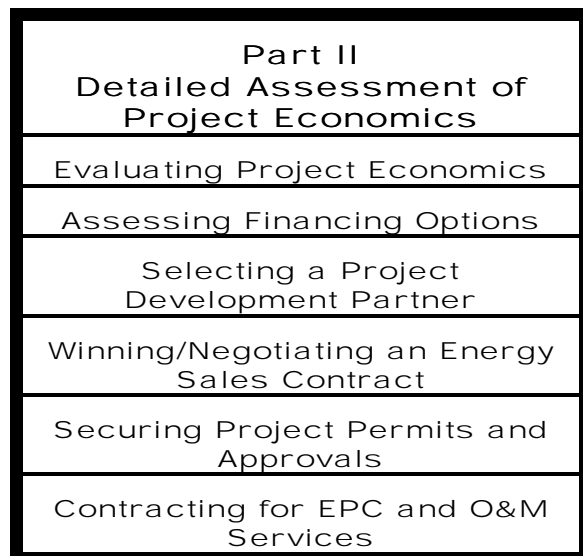 Part II
Detailed Assessment of
Project Economics
Evaluating Project Economics
Assessing Financing Options
Selecting a Project
Development Partner
Winning/Negotiating an Energy
Sales Contract
Securing Project Permits and
Approvals
Contracting for EPC and O&M
Services